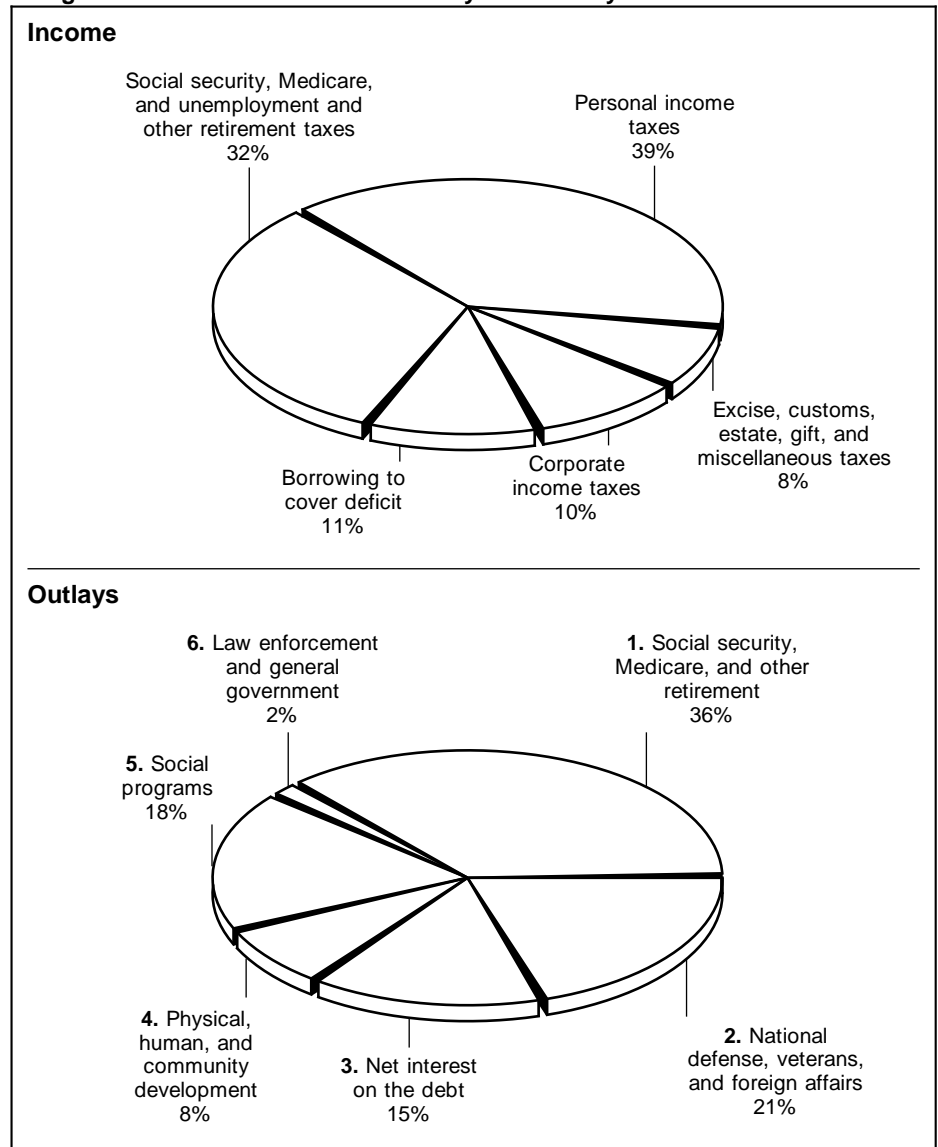 Income
Social security, Medicare,
and unemployment and
other retirement taxes
32%
Personal income
taxes
39%
Excise, customs,
estate, gift, and
miscellaneous taxes
8%
Corporate
income taxes
10%
Borrowing to
cover deficit
11%
Outlays
6. Law enforcement
and general
government
2%
1. Social security,
Medicare, and other
retirement
36%
5. Social
programs
18%
4. Physical,
human, and
community
development
8%
3. Net interest
on the debt
15%
2. National
defense, veterans,
and foreign affairs
21%